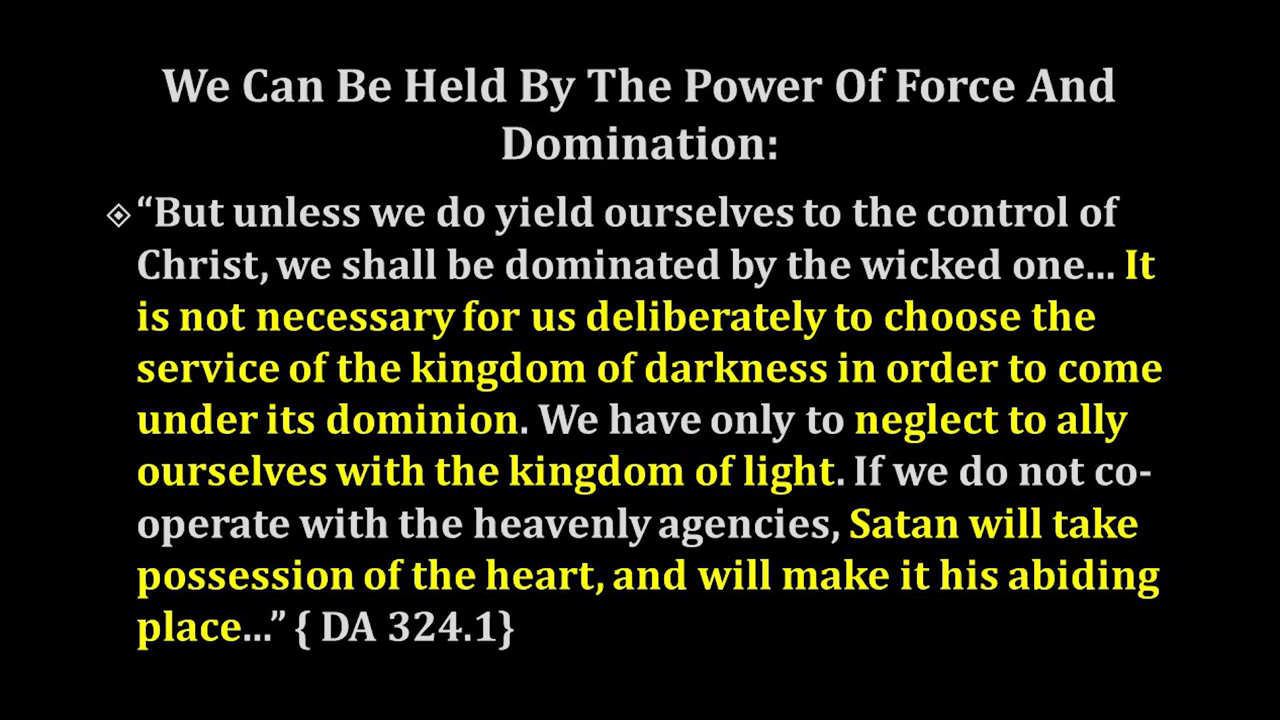 We Can Be Held By The Power Of Force And
Domination:
“But unless we do yield ourselves to the control of
Christ, we shall be dominated by the wicked one... It
is not necessary for us deliberately to choose the
service of the kingdom of darkness in order to come
under its dominion. We have only to neglect to ally
ourselves with the kingdom of light. If we do not co-
operate with the heavenly agencies, Satan will take
possession of the heart, and will make it his abiding
place...” { DA 324.1}